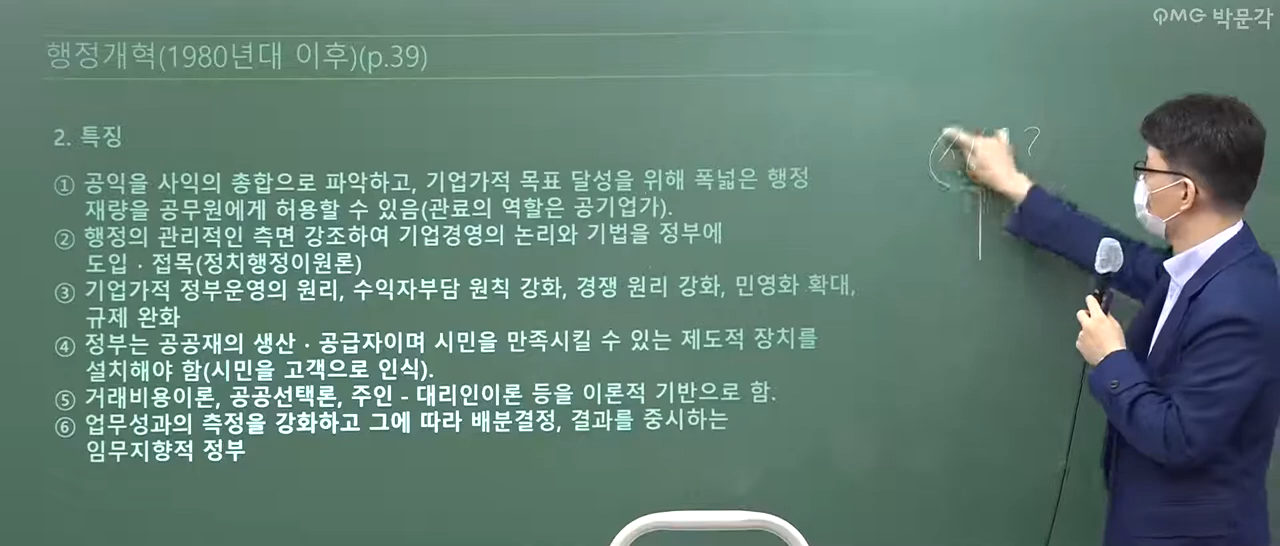 PMG 박문각
행정개혁(1980년대 이후)(p.39)
2. 특징
① 공익을 사익의 총합으로 파악하고, 기업가적 목표 달성을 위해 폭넓은 행정
재량을 공무원에게 허용할 수 있음(관료의 역할은 공기업가).
② 행정의 관리적인 측면 강조하여 기업경영의 논리와 기법을 정부에
도입 · 접목(정치행정이원론)
③ 기업가적 정부운영의 원리, 수익자부담 원칙 강화, 경쟁 원리 강화, 민영화 확대,
규제 완화
④ 정부는 공공재의 생산 · 공급자이며 시민을 만족시킬 수 있는 제도적 장치를
설치해야 함(시민을 고객으로 인식).
⑤ 거래비용이론, 공공선택론, 주인 - 대리인이론 등을 이론적 기반으로 함.
⑥ 업무성과의 측정을 강화하고 그에 따라 배분결정, 결과를 중시하는
임무지향적 정부
?